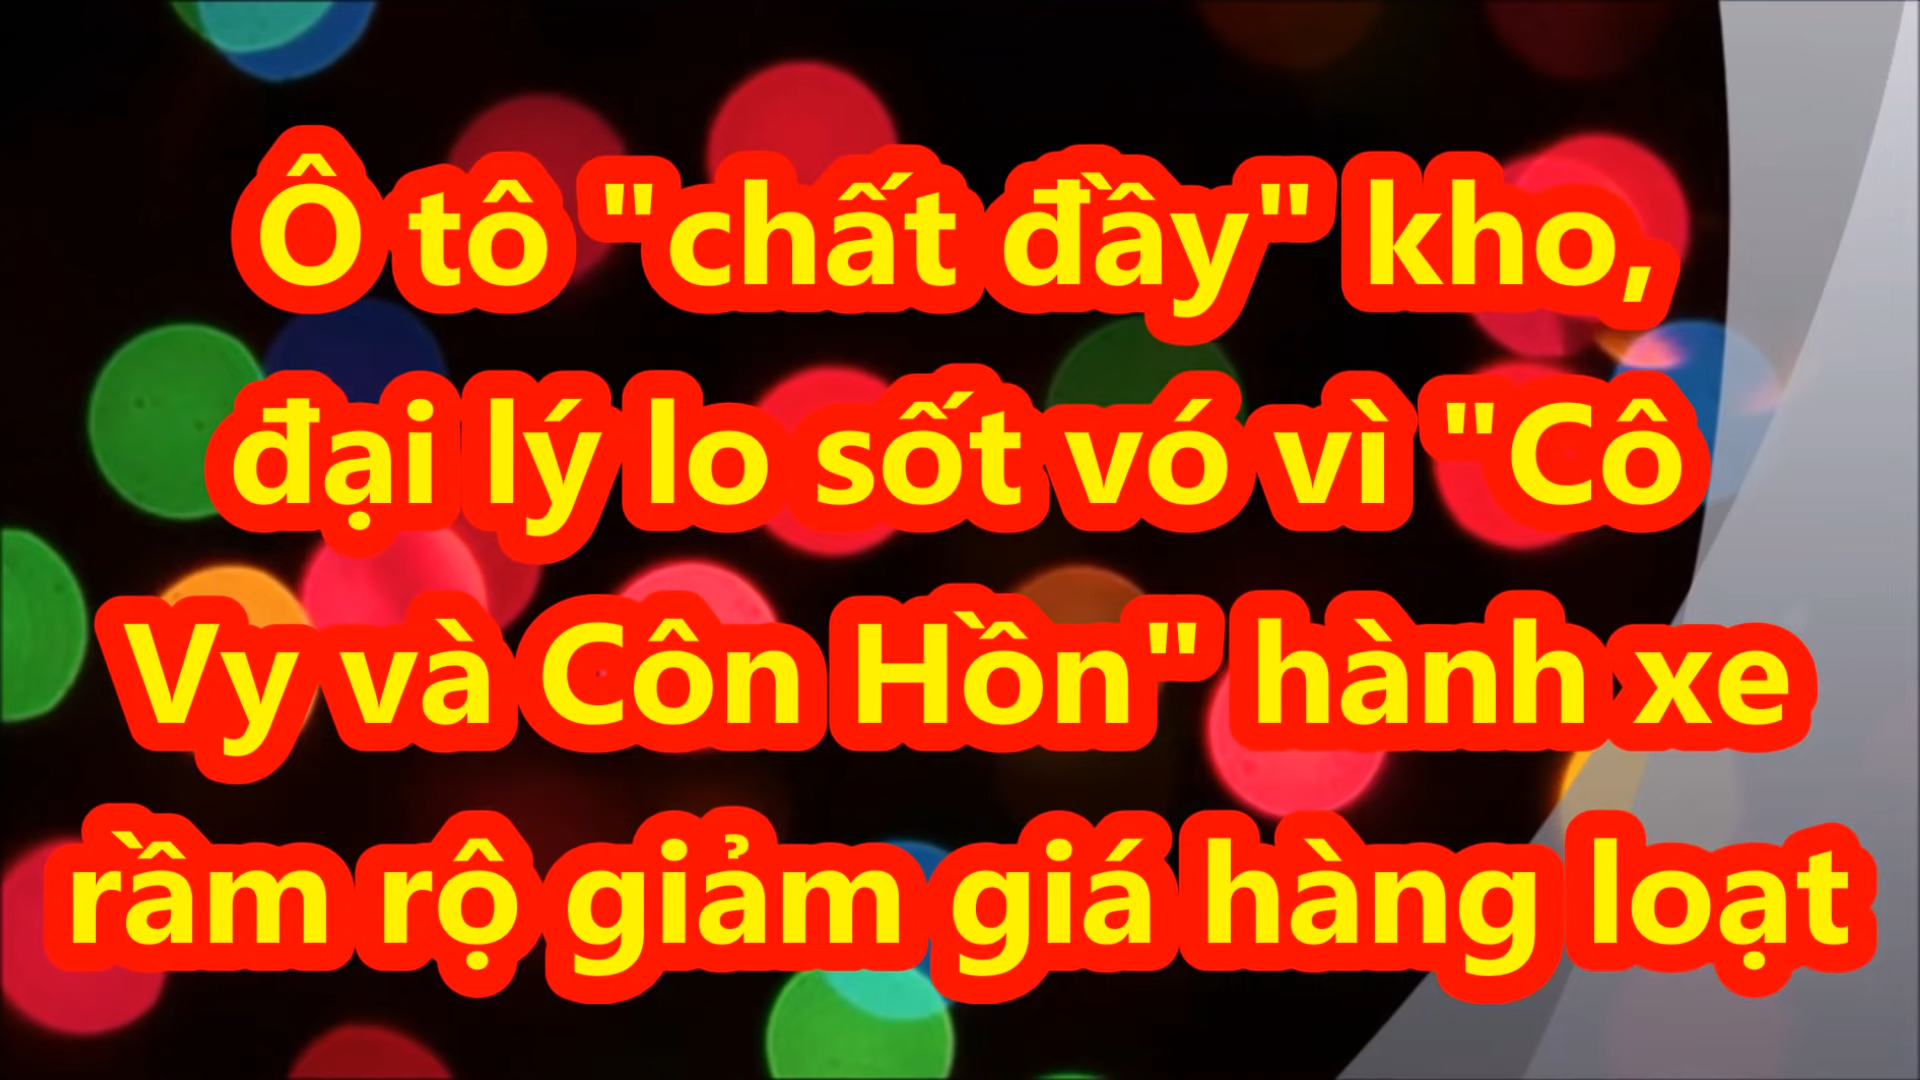 Ô tô "chất đầy" kho,
đại lý lo sốt vó vì "Cô
Vy và Côn Hồn" hành xe
rầm rộ giảm giá hàng loạt